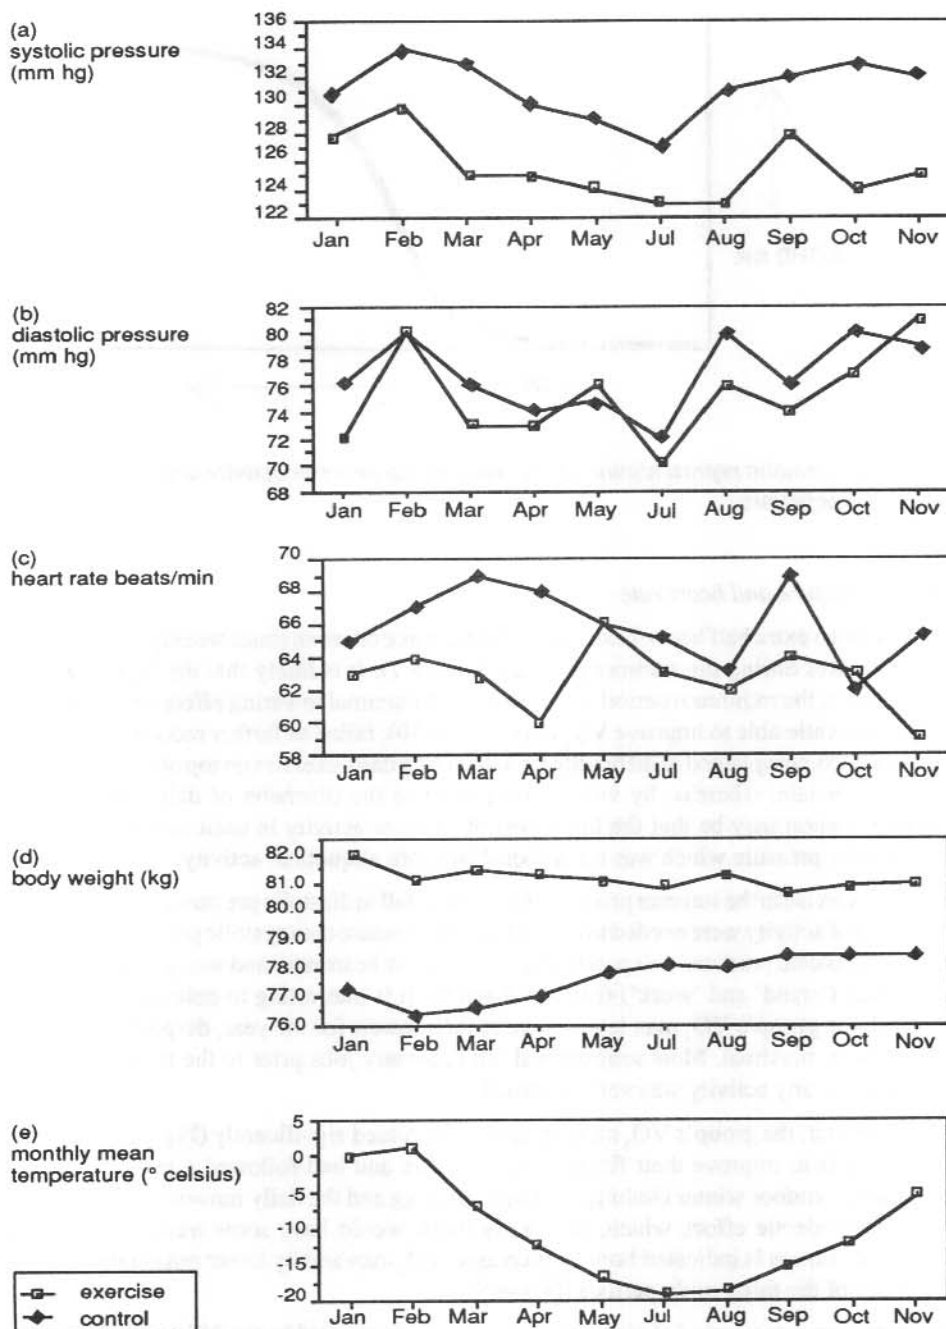 136
(a)
134
systolic pressure
132
(mm hg)
130
128
126
124
122
Jan Feb Mar Apr May Jul Aug Sep Oct Nov
(b)
82
diastolic pressure
80
(mm hg)
78
76
74
72
70
68
Jan Feb Mar Apr May Jul Aug Sep Oct Nov
(c)
70
heart rate beats/min
68
66
64
62
60
58
Jan Feb Mar Apr May Jul Aug Sep Oct Nov
(d)
82.0
body weight (kg)
81.0
80.0
79.0
78.0
77.0
76.0
Jan Feb Mar Apr May Jul Aug Sep Oct Nov
(e)
5
monthly mean
0
temperature (° celsius)
-5
-10
-15
-20
Jan Feb Mar Apr May Jul Aug Sep Oct Nov
exercise
control